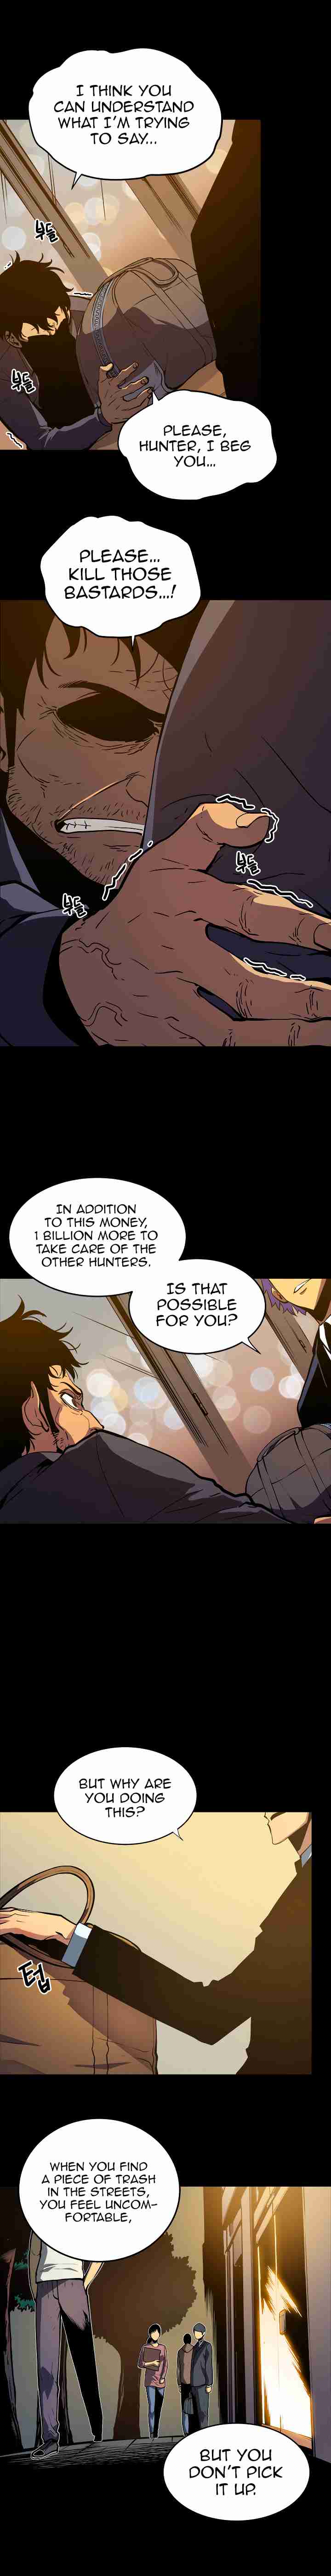 I THINK YOU
CAN UNDERSTAND
WHAT I'M TRYING
TO SAY...
부들
부들
PLEASE,
HUNTER, I BEG
YOU...
PLEASE...
KILL THOSE
BASTARDS...!
부들
부들
IN ADDITION
TO THIS MONEY,
1 BILLION MORE TO
TAKE CARE OF THE
OTHER HUNTERS.
IS THAT
POSSIBLE
FOR YOU?
BUT WHY ARE
YOU DOING
THIS?
텁
WHEN YOU FIND
A PIECE OF TRASH
IN THE STREETS,
YOU FEEL UNCOM-
FORTABLE,
BUT YOU
DON'T PICK
IT UP.